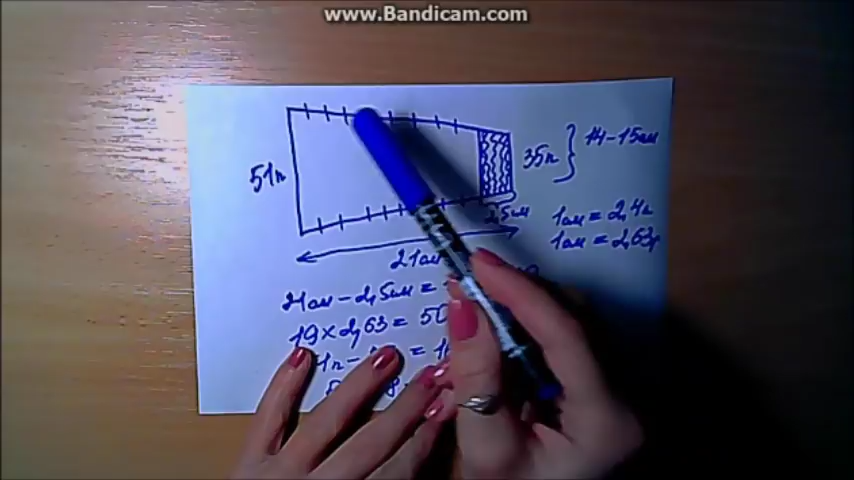 www.Bandicam.com
14-15см
35п
51п
2,5см
1см = 2,4п
1см = 2,63р
21см
21см - 2,5см =
19 x 2,63 = 50